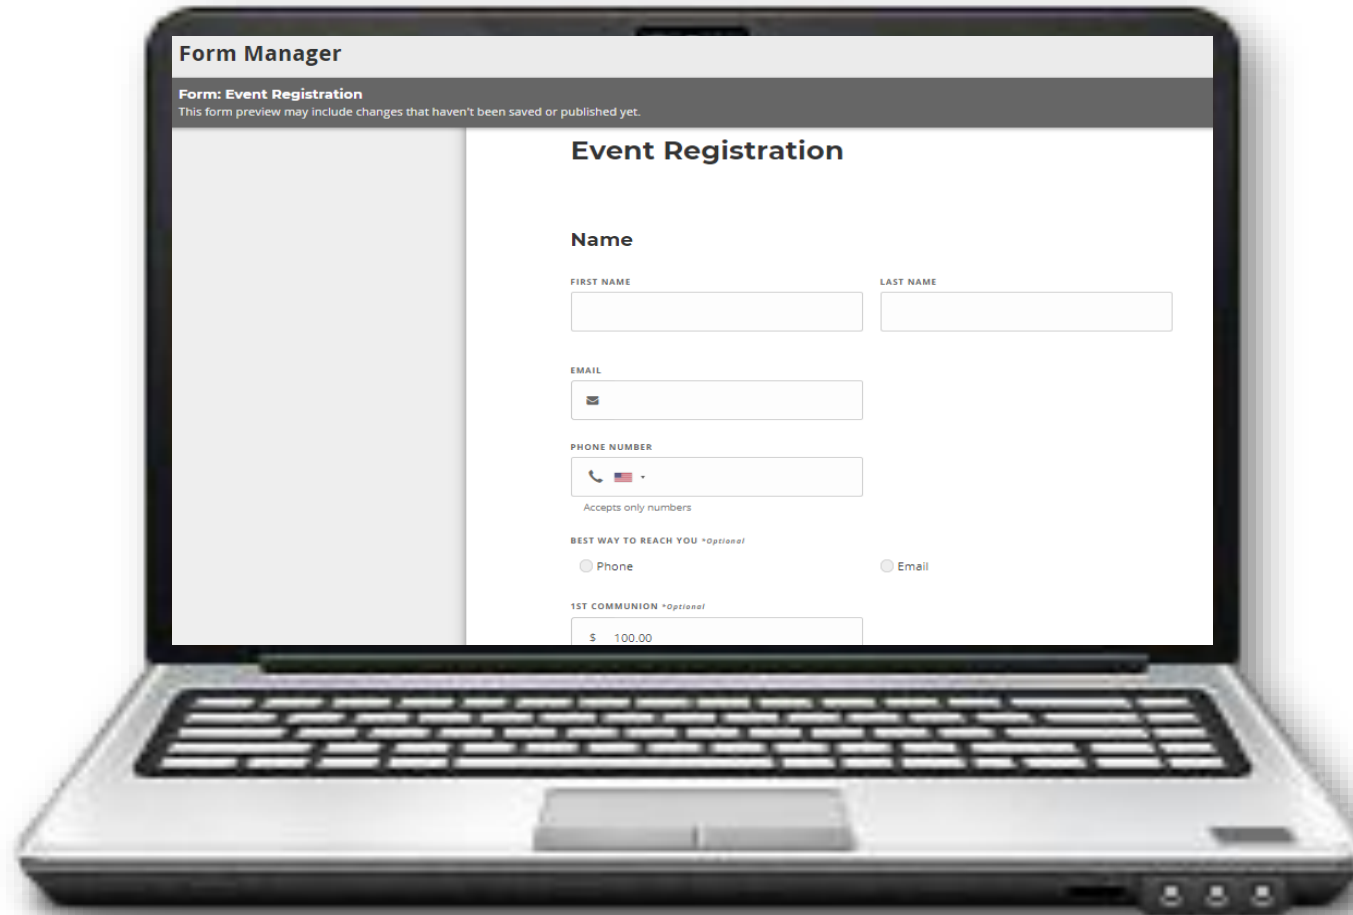 Form Manager
Form: Event Registration
This form preview may include changes that haven't been saved or published yet.
Event Registration
Name
FIRST NAME LAST NAME
EMAIL
PHONE NUMBER
Accepts only numbers
BEST WAY TO REACH YOU *Optional
Phone Email
1ST COMMUNION *Optional
$ 100.00